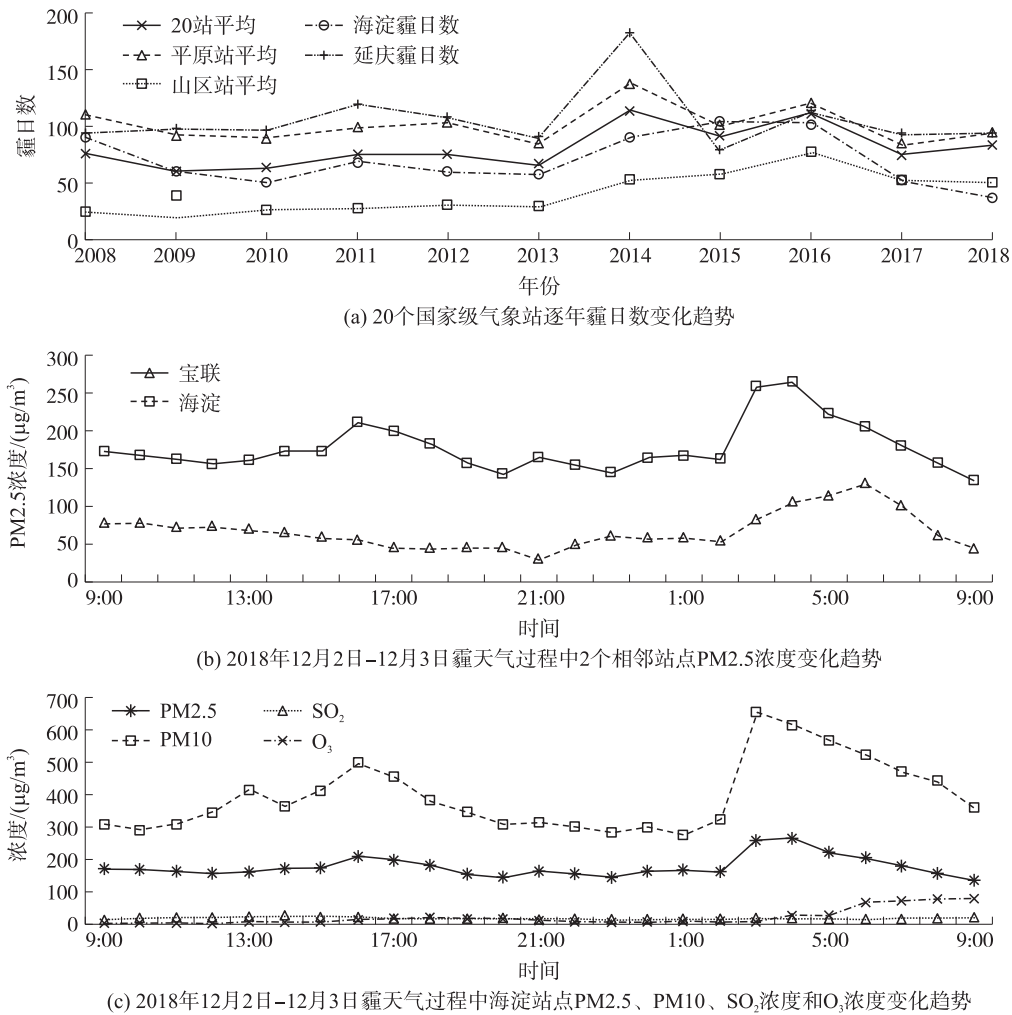 20站平均
平原站平均
山区站平均
海淀霾日数
延庆霾日数
霾日数
200
150
100
50
0
2008 2009 2010 2011 2012 2013 2014 2015 2016 2017 2018
年份
(a) 20个国家级气象站逐年霾日数变化趋势
宝联
海淀
PM2.5浓度/(μg/m³)
300
250
200
150
100
50
0
9:00 13:00 17:00 21:00 1:00 5:00 9:00
时间
(b) 2018年12月2日–12月3日霾天气过程中2个相邻站点PM2.5浓度变化趋势
PM2.5
PM10
SO₂
O₃
浓度/(μg/m³)
700
600
500
400
300
200
100
0
9:00 13:00 17:00 21:00 1:00 5:00 9:00
时间
(c) 2018年12月2日–12月3日霾天气过程中海淀站点PM2.5、PM10、SO₂浓度和O₃浓度变化趋势